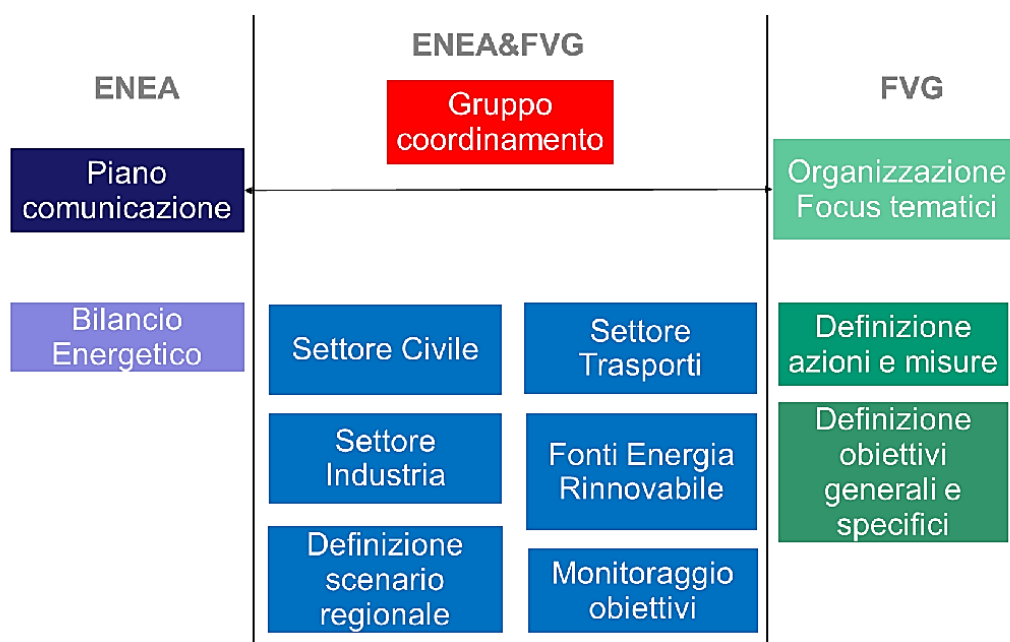 ENEA
ENEA&FVG
FVG
Gruppo
coordinamento
Piano
comunicazione
Organizzazione
Focus tematici
Bilancio
Energetico
Settore Civile
Settore
Trasporti
Definizione
azioni e misure
Settore
Industria
Fonti Energia
Rinnovabile
Definizione
obiettivi
generali e
specifici
Definizione
scenario
regionale
Monitoraggio
obiettivi